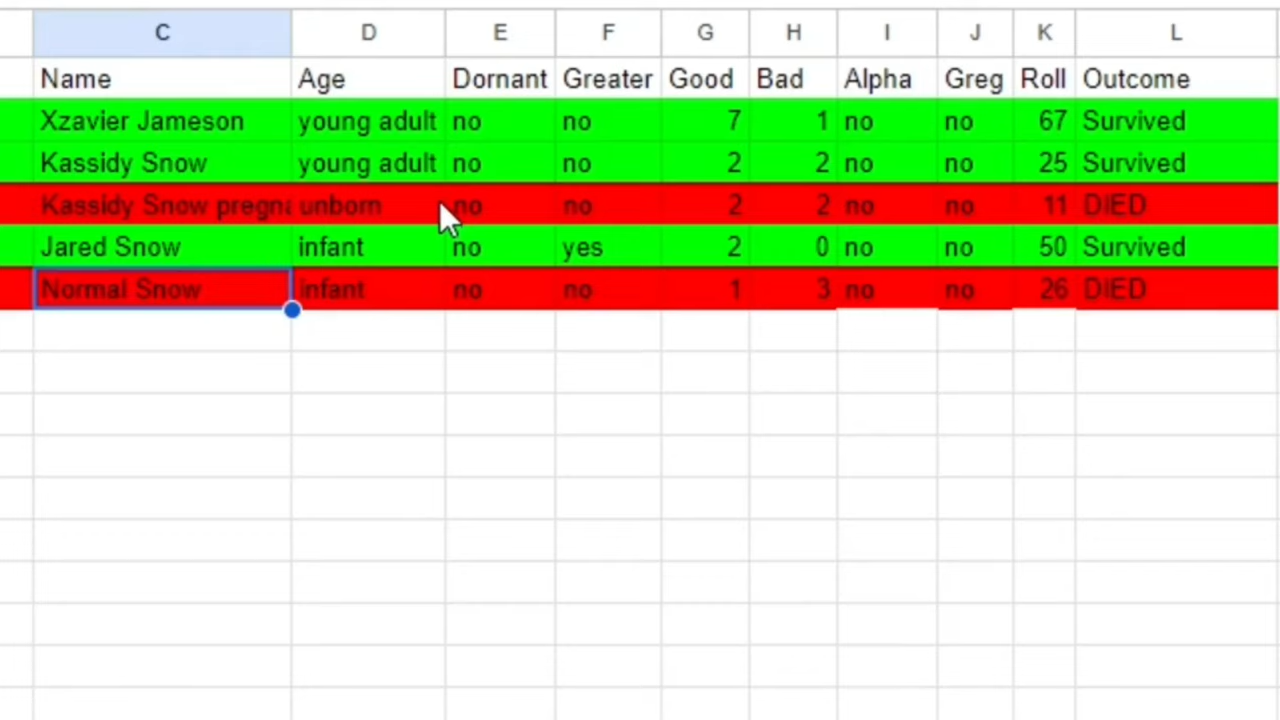 C D E F G H I J K L
Name Age Dornant Greater Good Bad Alpha Greg Roll Outcome
Xzavier Jameson young adult no no 7 1 no no 67 Survived
Kassidy Snow young adult no no 2 2 no no 25 Survived
Kassidy Snow pregna unborn no no 2 2 no no 11 DIED
Jared Snow infant no yes 2 0 no no 50 Survived
Normal Snow infant no no 1 3 no no 26 DIED